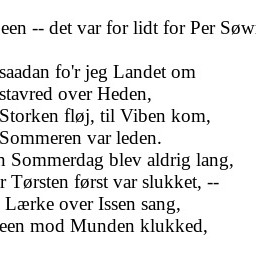 een -- det var for lidt for Per Søw
saadan fo'r jeg Landet om
stavred over Heden,
Storken fløj, til Viben kom,
Sommeren var leden.
n Sommerdag blev aldrig lang,
r Tørsten først var slukket, --
Lærke over Issen sang,
een mod Munden klukked,